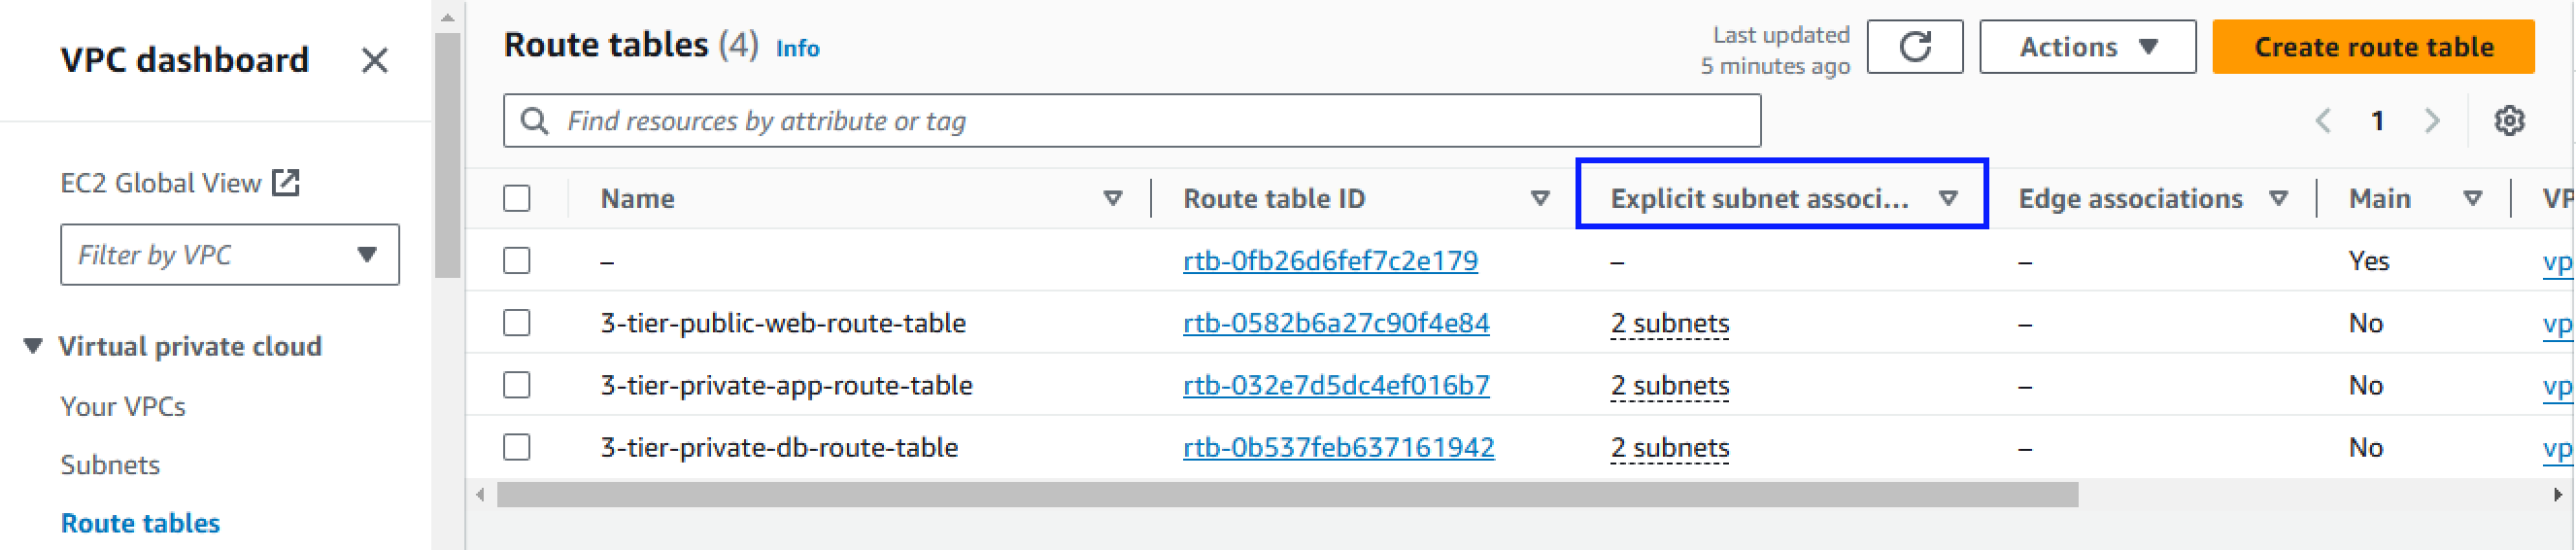 VPC dashboard
EC2 Global View
Filter by VPC
Virtual private cloud
Your VPCs
Subnets
Route tables
Route tables (4) Info
Last updated
5 minutes ago
Actions
Create route table
Find resources by attribute or tag
1
Name Route table ID Explicit subnet associ... Edge associations Main VP
– rtb-0fb26d6fef7c2e179 – – Yes vp
3-tier-public-web-route-table rtb-0582b6a27c90f4e84 2 subnets – No vp
3-tier-private-app-route-table rtb-032e7d5dc4ef016b7 2 subnets – No vp
3-tier-private-db-route-table rtb-0b537feb637161942 2 subnets – No vp